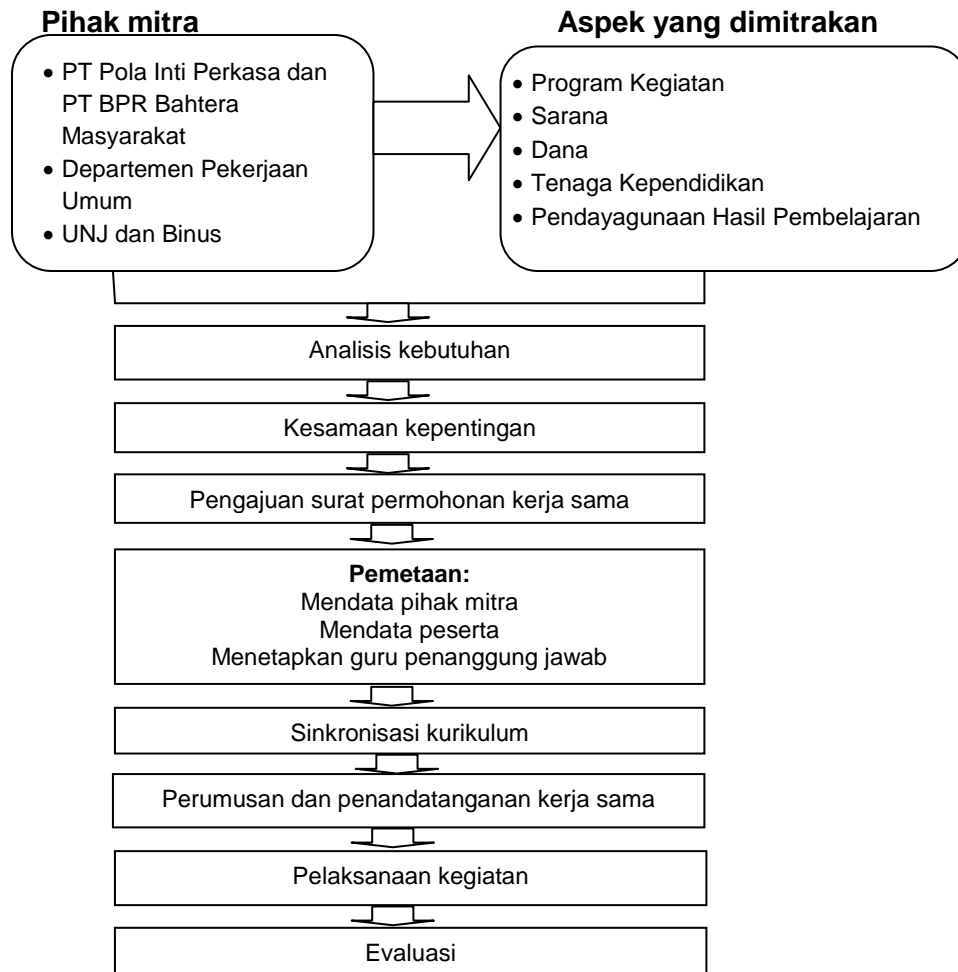 Pihak mitra
Aspek yang dimitrakan
• PT Pola Inti Perkasa dan
PT BPR Bahtera
Masyarakat
• Departemen Pekerjaan
Umum
• UNJ dan Binus
• Program Kegiatan
• Sarana
• Dana
• Tenaga Kependidikan
• Pendayagunaan Hasil Pembelajaran
Analisis kebutuhan
Kesamaan kepentingan
Pengajuan surat permohonan kerja sama
Pemetaan:
Mendata pihak mitra
Mendata peserta
Menetapkan guru penanggung jawab
Sinkronisasi kurikulum
Perumusan dan penandatanganan kerja sama
Pelaksanaan kegiatan
Evaluasi